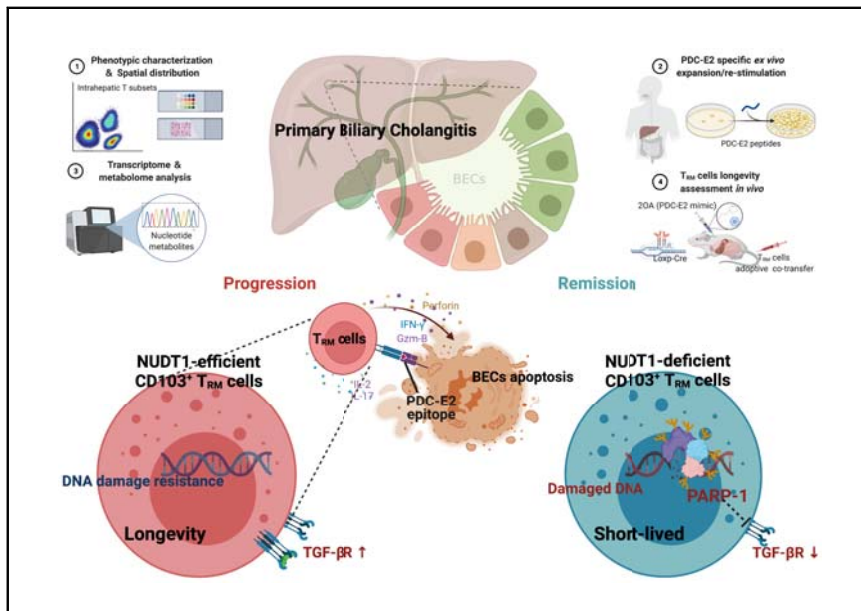 1
Phenotypic characterization
& Spatial distribution
Intrahepatic T subsets
3
Transcriptome &
metabolome analysis
Nucleotide
metabolites
Primary Biliary Cholangitis
BECs
2
PDC-E2 specific ex vivo
expansion/re-stimulation
PDC-E2 peptides
4
TRM cells longevity
assessment in vivo
2OA (PDC-E2 mimic)
Loxp-Cre
TRM cells
adoptive co-transfer
Progression
Remission
Perforin
IFN-γ
Gzm-B
TRM cells
IL-2
IL-17
PDC-E2
epitope
BECs apoptosis
NUDT1-efficient
CD103+ TRM cells
DNA damage resistance
Longevity
TGF-βR ↑
NUDT1-deficient
CD103+ TRM cells
Damaged DNA
PARP-1
Short-lived
TGF-βR ↓